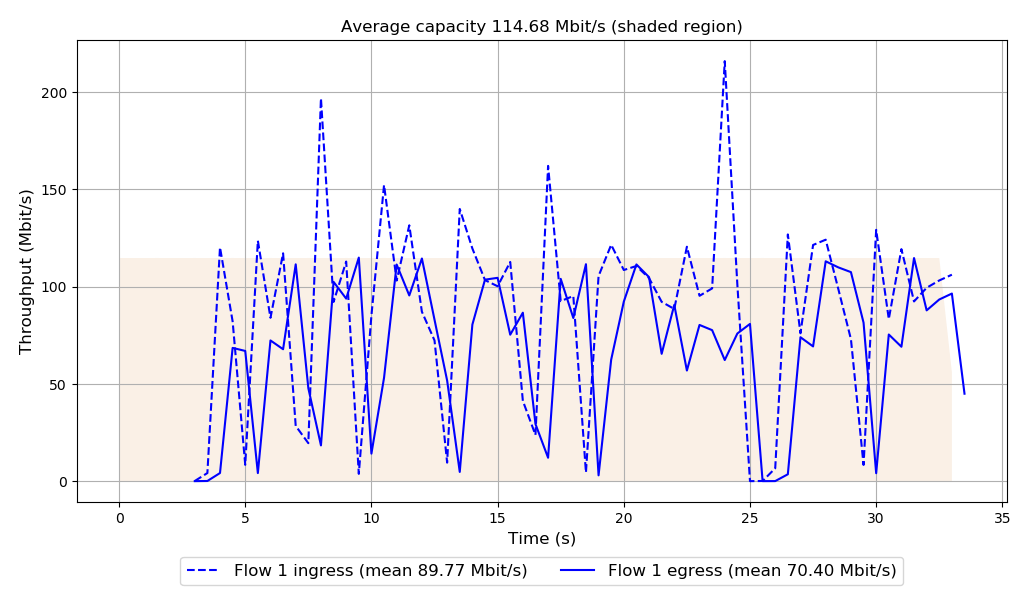 Average capacity 114.68 Mbit/s (shaded region)
Throughput (Mbit/s)
200
150
100
50
0
0 5 10 15 20 25 30 35
Time (s)
Flow 1 ingress (mean 89.77 Mbit/s) Flow 1 egress (mean 70.40 Mbit/s)